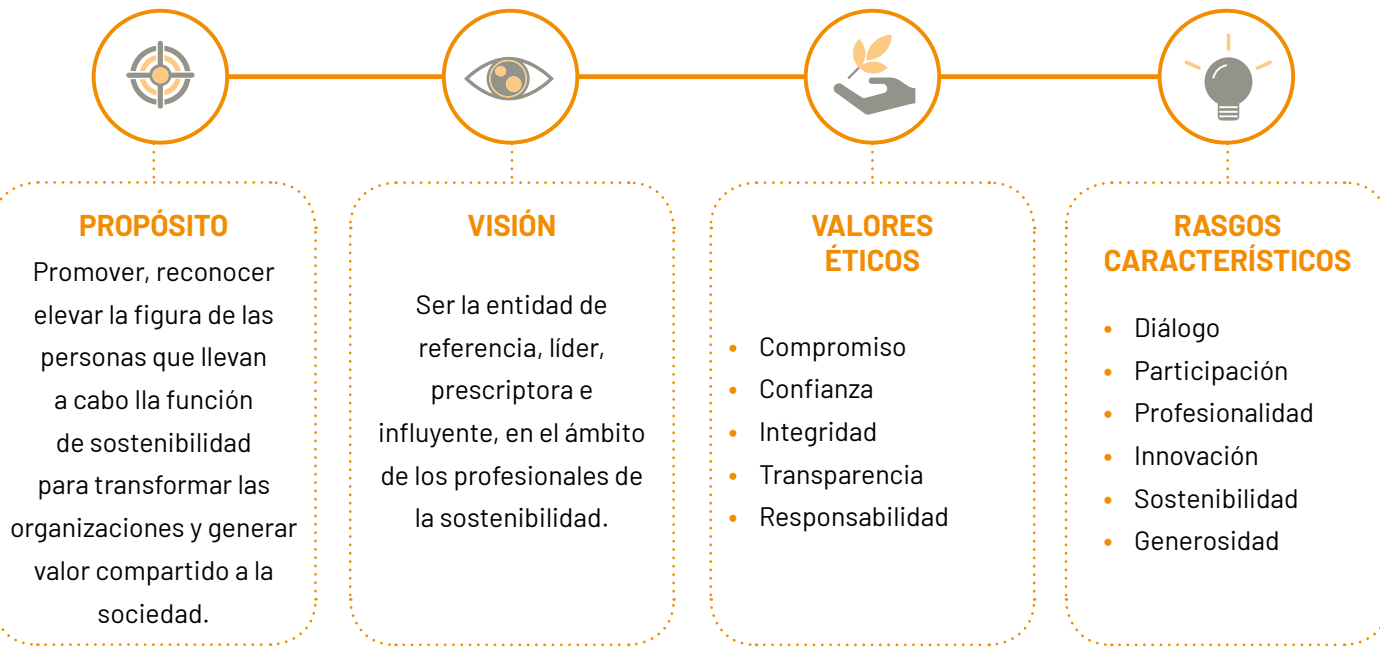 PROPÓSITO
Promover, reconocer
elevar la figura de las
personas que llevan
a cabo lla función
de sostenibilidad
para transformar las
organizaciones y generar
valor compartido a la
sociedad.
VISIÓN
Ser la entidad de
referencia, líder,
prescriptora e
influyente, en el ámbito
de los profesionales de
la sostenibilidad.
VALORES
ÉTICOS
• Compromiso
• Confianza
• Integridad
• Transparencia
• Responsabilidad
RASGOS
CARACTERÍSTICOS
• Diálogo
• Participación
• Profesionalidad
• Innovación
• Sostenibilidad
• Generosidad